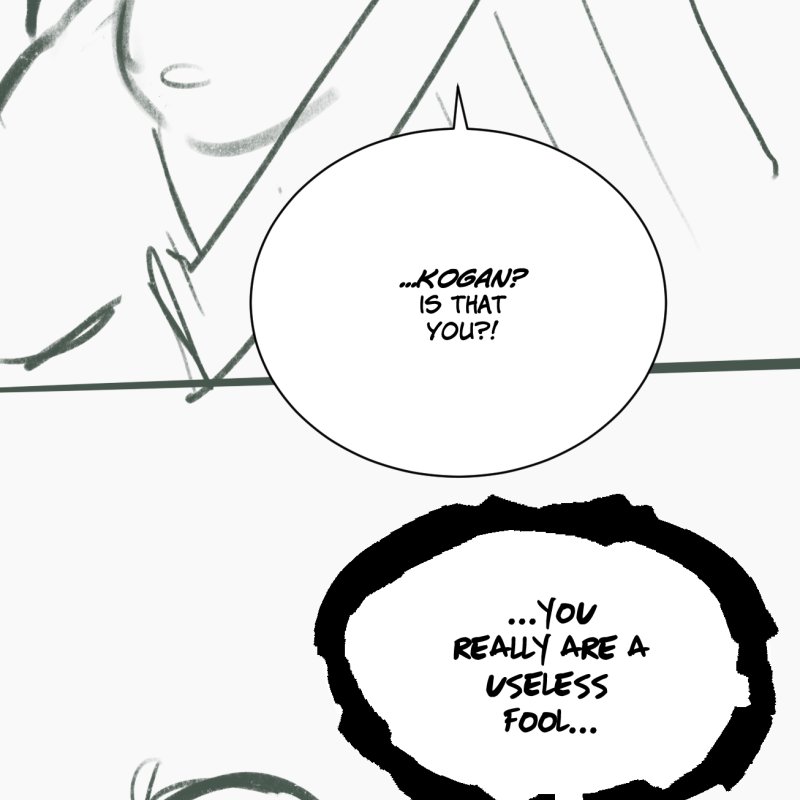 ...KOGAN?
IS THAT
YOU?!
...YOU
REALLY ARE A
USELESS
FOOL...